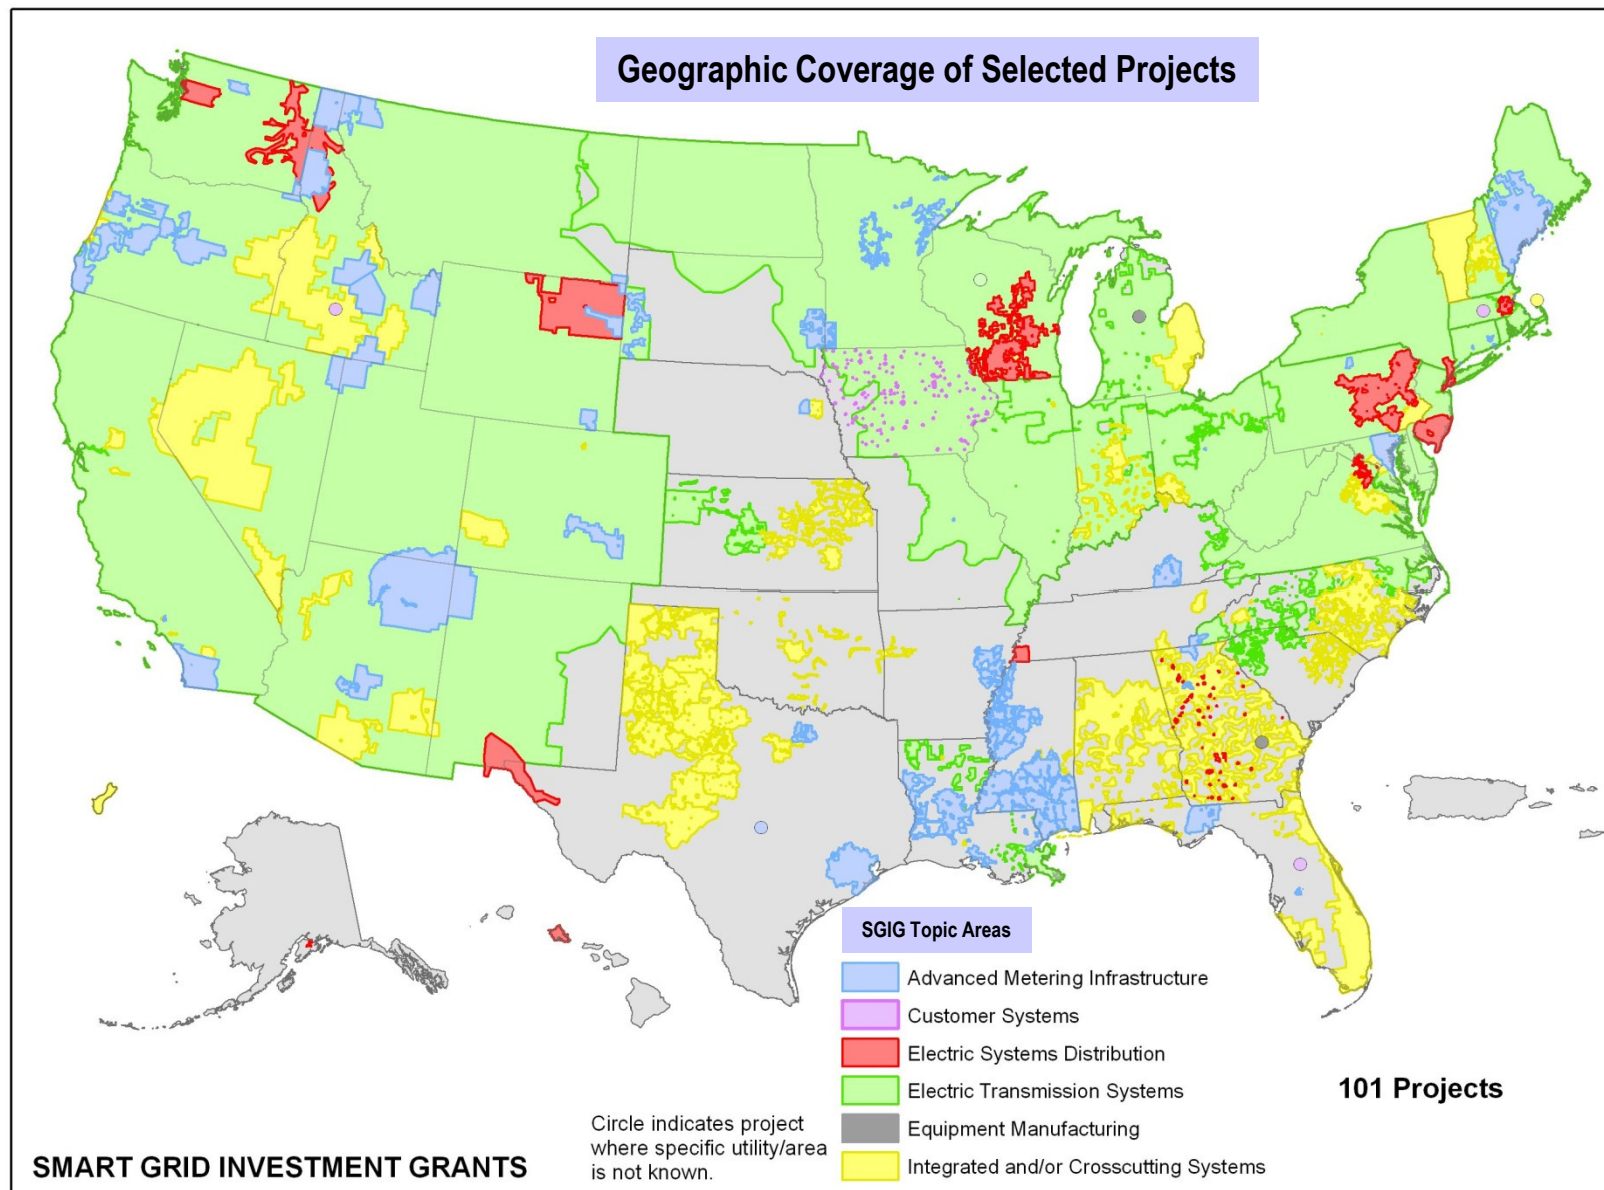 Geographic Coverage of Selected Projects
SGIG Topic Areas
Advanced Metering Infrastructure
Customer Systems
Electric Systems Distribution
Electric Transmission Systems
Equipment Manufacturing
Integrated and/or Crosscutting Systems
101 Projects
Circle indicates project
where specific utility/area
is not known.
SMART GRID INVESTMENT GRANTS